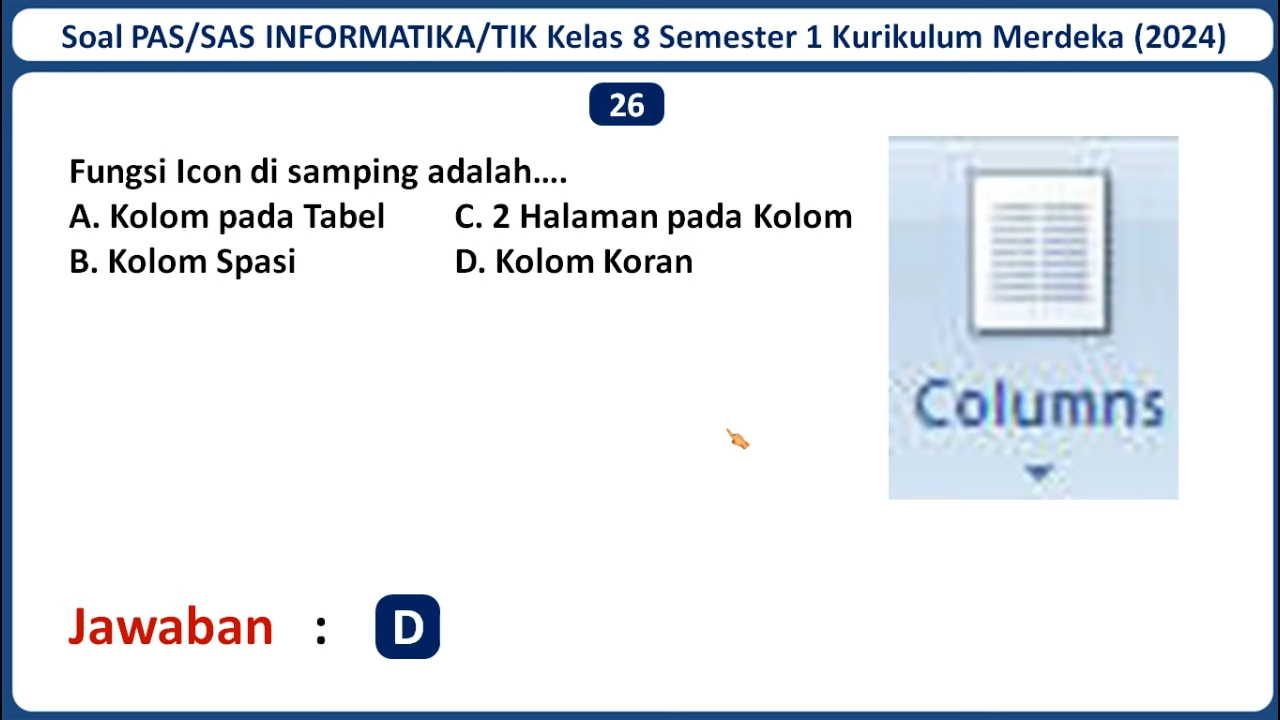 Soal PAS/SAS INFORMATIKA/TIK Kelas 8 Semester 1 Kurikulum Merdeka (2024)
26
Fungsi Icon di samping adalah....
A. Kolom pada Tabel C. 2 Halaman pada Kolom
B. Kolom Spasi D. Kolom Koran
Columns
Jawaban : D